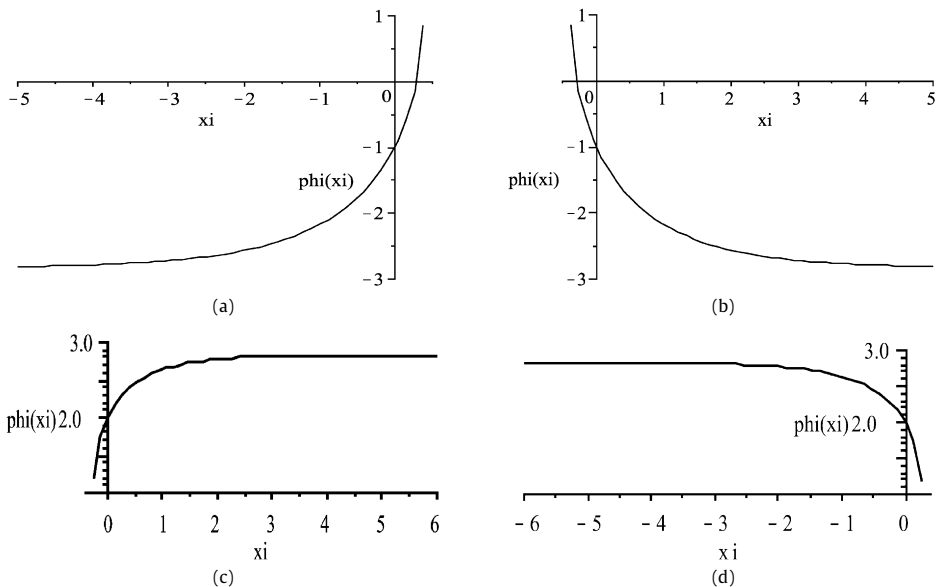 1
-5 -4 -3 -2 -1 0
xi
-1
phi(xi)
-2
-3
(a)
1
0 1 2 3 4 5
xi
-1
phi(xi)
-2
-3
(b)
3.0
phi(xi) 2.0
0 1 2 3 4 5 6
xi
(c)
3.0
phi(xi) 2.0
-6 -5 -4 -3 -2 -1 0
xi
(d)